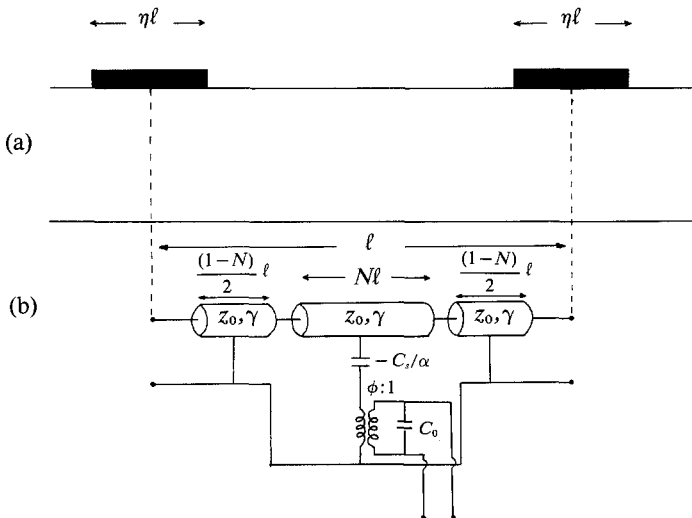 ηℓ ηℓ
(a)
ℓ
(1−N)/2 ℓ Nℓ (1−N)/2 ℓ
(b)
z₀,γ z₀,γ z₀,γ
−Cₛ/α
ϕ:1
C₀